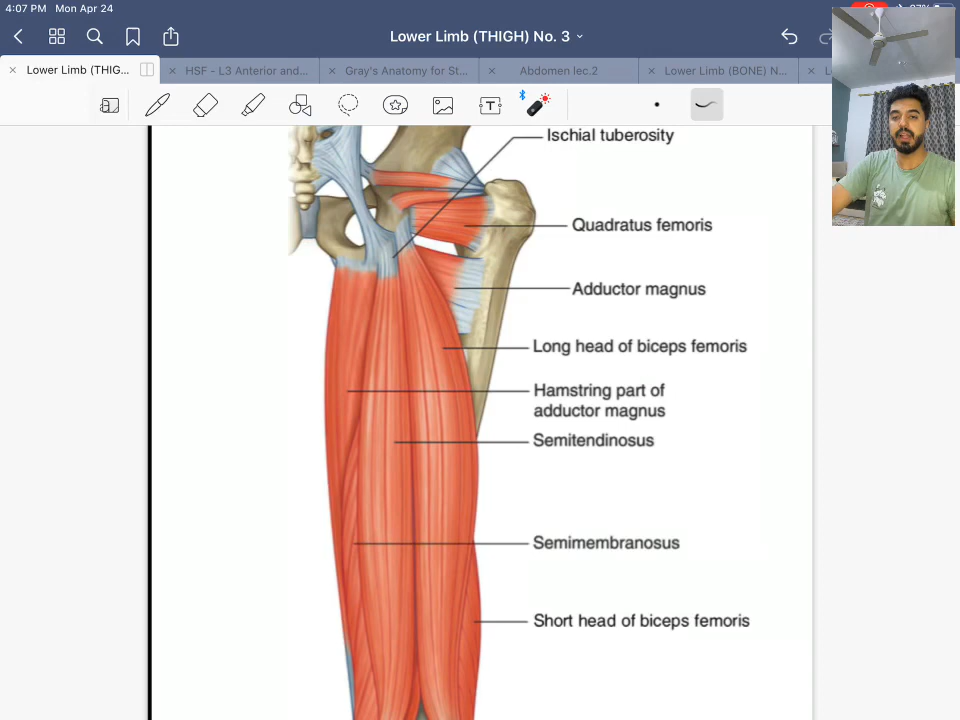 4:07 PM Mon Apr 24
Lower Limb (THIGH) No. 3
Lower Limb (THIG...
HSF - L3 Anterior and...
Gray's Anatomy for St...
Abdomen lec.2
Lower Limb (BONE) N...
T
Ischial tuberosity
Quadratus femoris
Adductor magnus
Long head of biceps femoris
Hamstring part of
adductor magnus
Semitendinosus
Semimembranosus
Short head of biceps femoris